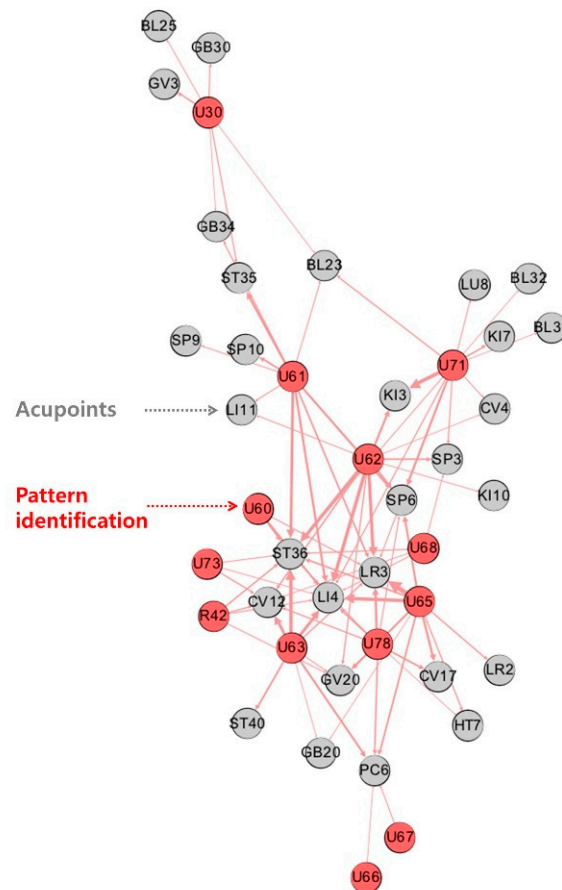 BL25
GB30
GV3
U30
GB34
BL23
ST35
LU8
BL32
KI7
BL3
SP9
SP10
U61
U71
KI3
CV4
Acupoints
LI11
U62
SP3
SP6
KI10
Pattern
identification
U60
ST36
U68
U73
LR3
CV12
LI4
U65
R42
U63
U78
GV20
CV17
LR2
ST40
HT7
GB20
PC6
U67
U66